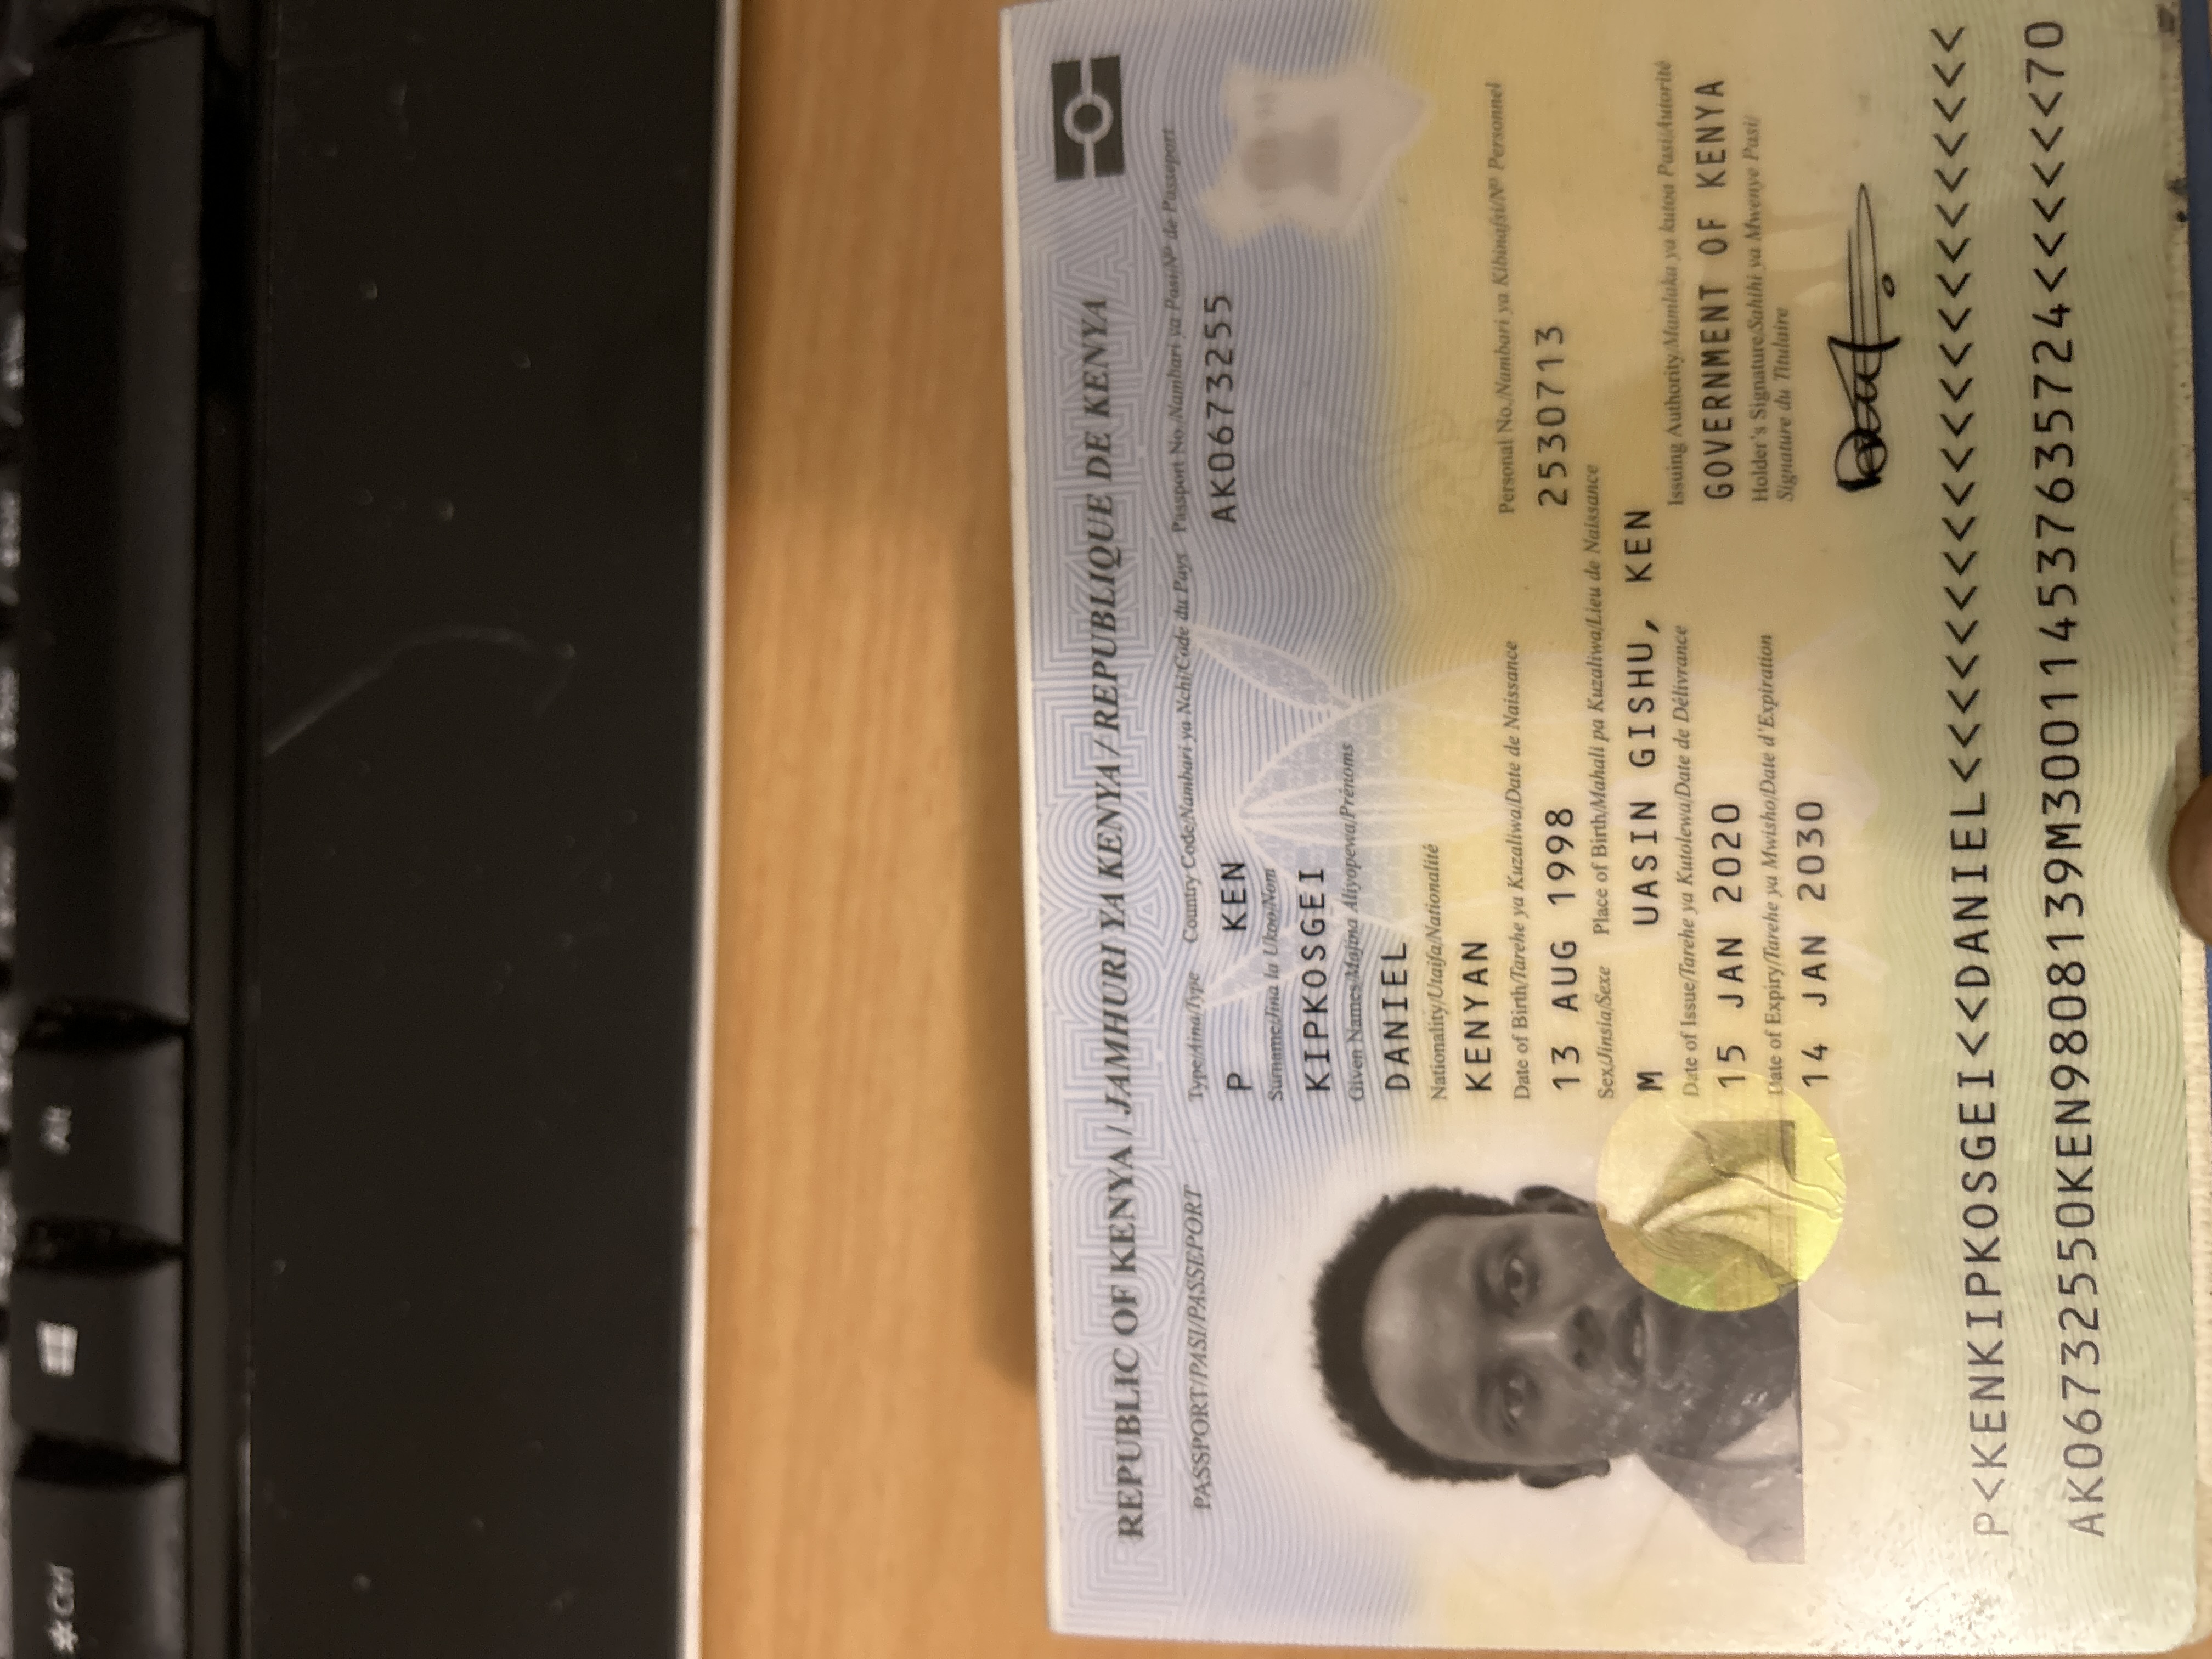 Ctrl Alt
REPUBLIC OF KENYA / JAMHURI YA KENYA / REPUBLIQUE DE KENYA
PASSPORT/PASI/PASSEPORT
Type/Aina/Type Country Code/Nambari ya Nchi/Code du Pays Passport No./Nambari ya Pasi/Nº de Passeport
P KEN AK0673255
Surname/Jina la Ukoo/Nom
KIPKOSGEI
Given Names/Majina Aliyopewa/Prénoms
DANIEL
Nationality/Utaifa/Nationalité
KENYAN
Date of Birth/Tarehe ya Kuzaliwa/Date de Naissance Personal No./Nambari ya Kibinafsi/Nº Personnel
13 AUG 1998 2530713
Sex/Jinsia/Sexe Place of Birth/Mahali pa Kuzaliwa/Lieu de Naissance
M UASIN GISHU, KEN
Date of Issue/Tarehe ya Kutolewa/Date de Délivrance Issuing Authority/Mamlaka ya kutoa Pasi/Autorité
15 JAN 2020 GOVERNMENT OF KENYA
Date of Expiry/Tarehe ya Mwisho/Date d'Expiration Holder's Signature/Sahihi ya Mwenye Pasi/
Signature du Titulaire
14 JAN 2030
P<KENKIPKOSGEI<<DANIEL<<<<<<<<<<<<<<<<<<<<<<
AK06732550KEN9808139M300114537635724<<<<<<70